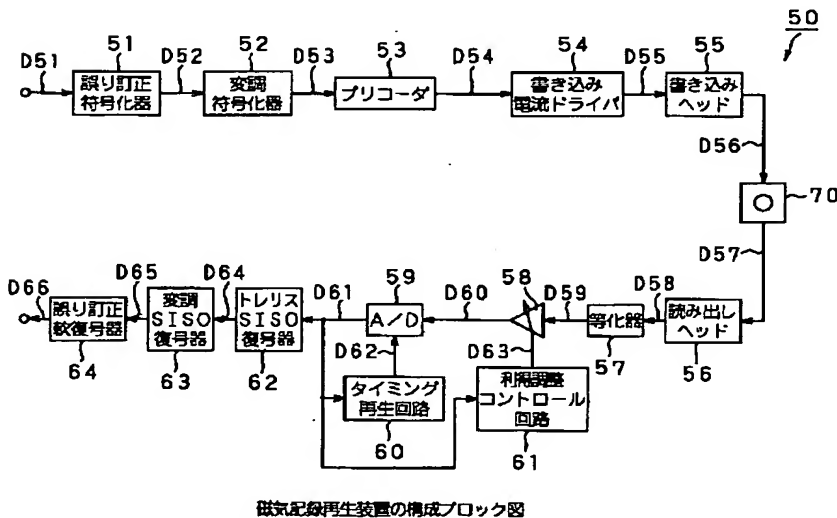 50
51
52
53
54
55
D51
D52
D53
D54
D55
誤り訂正
符号化器
変調
符号化器
プリコーダ
書き込み
電流ドライバ
書き込み
ヘッド
D56
70
D57
D66
D65
D64
D61
59
D60
58
D59
D58
誤り訂正
軟復号器
変調
SISO
復号器
トレリス
SISO
復号器
A/D
等化器
読み出し
ヘッド
64
63
62
D62
D63
57
56
タイミング
再生回路
利得調整
コントロール
回路
60
61
磁気記録再生装置の構成ブロック図